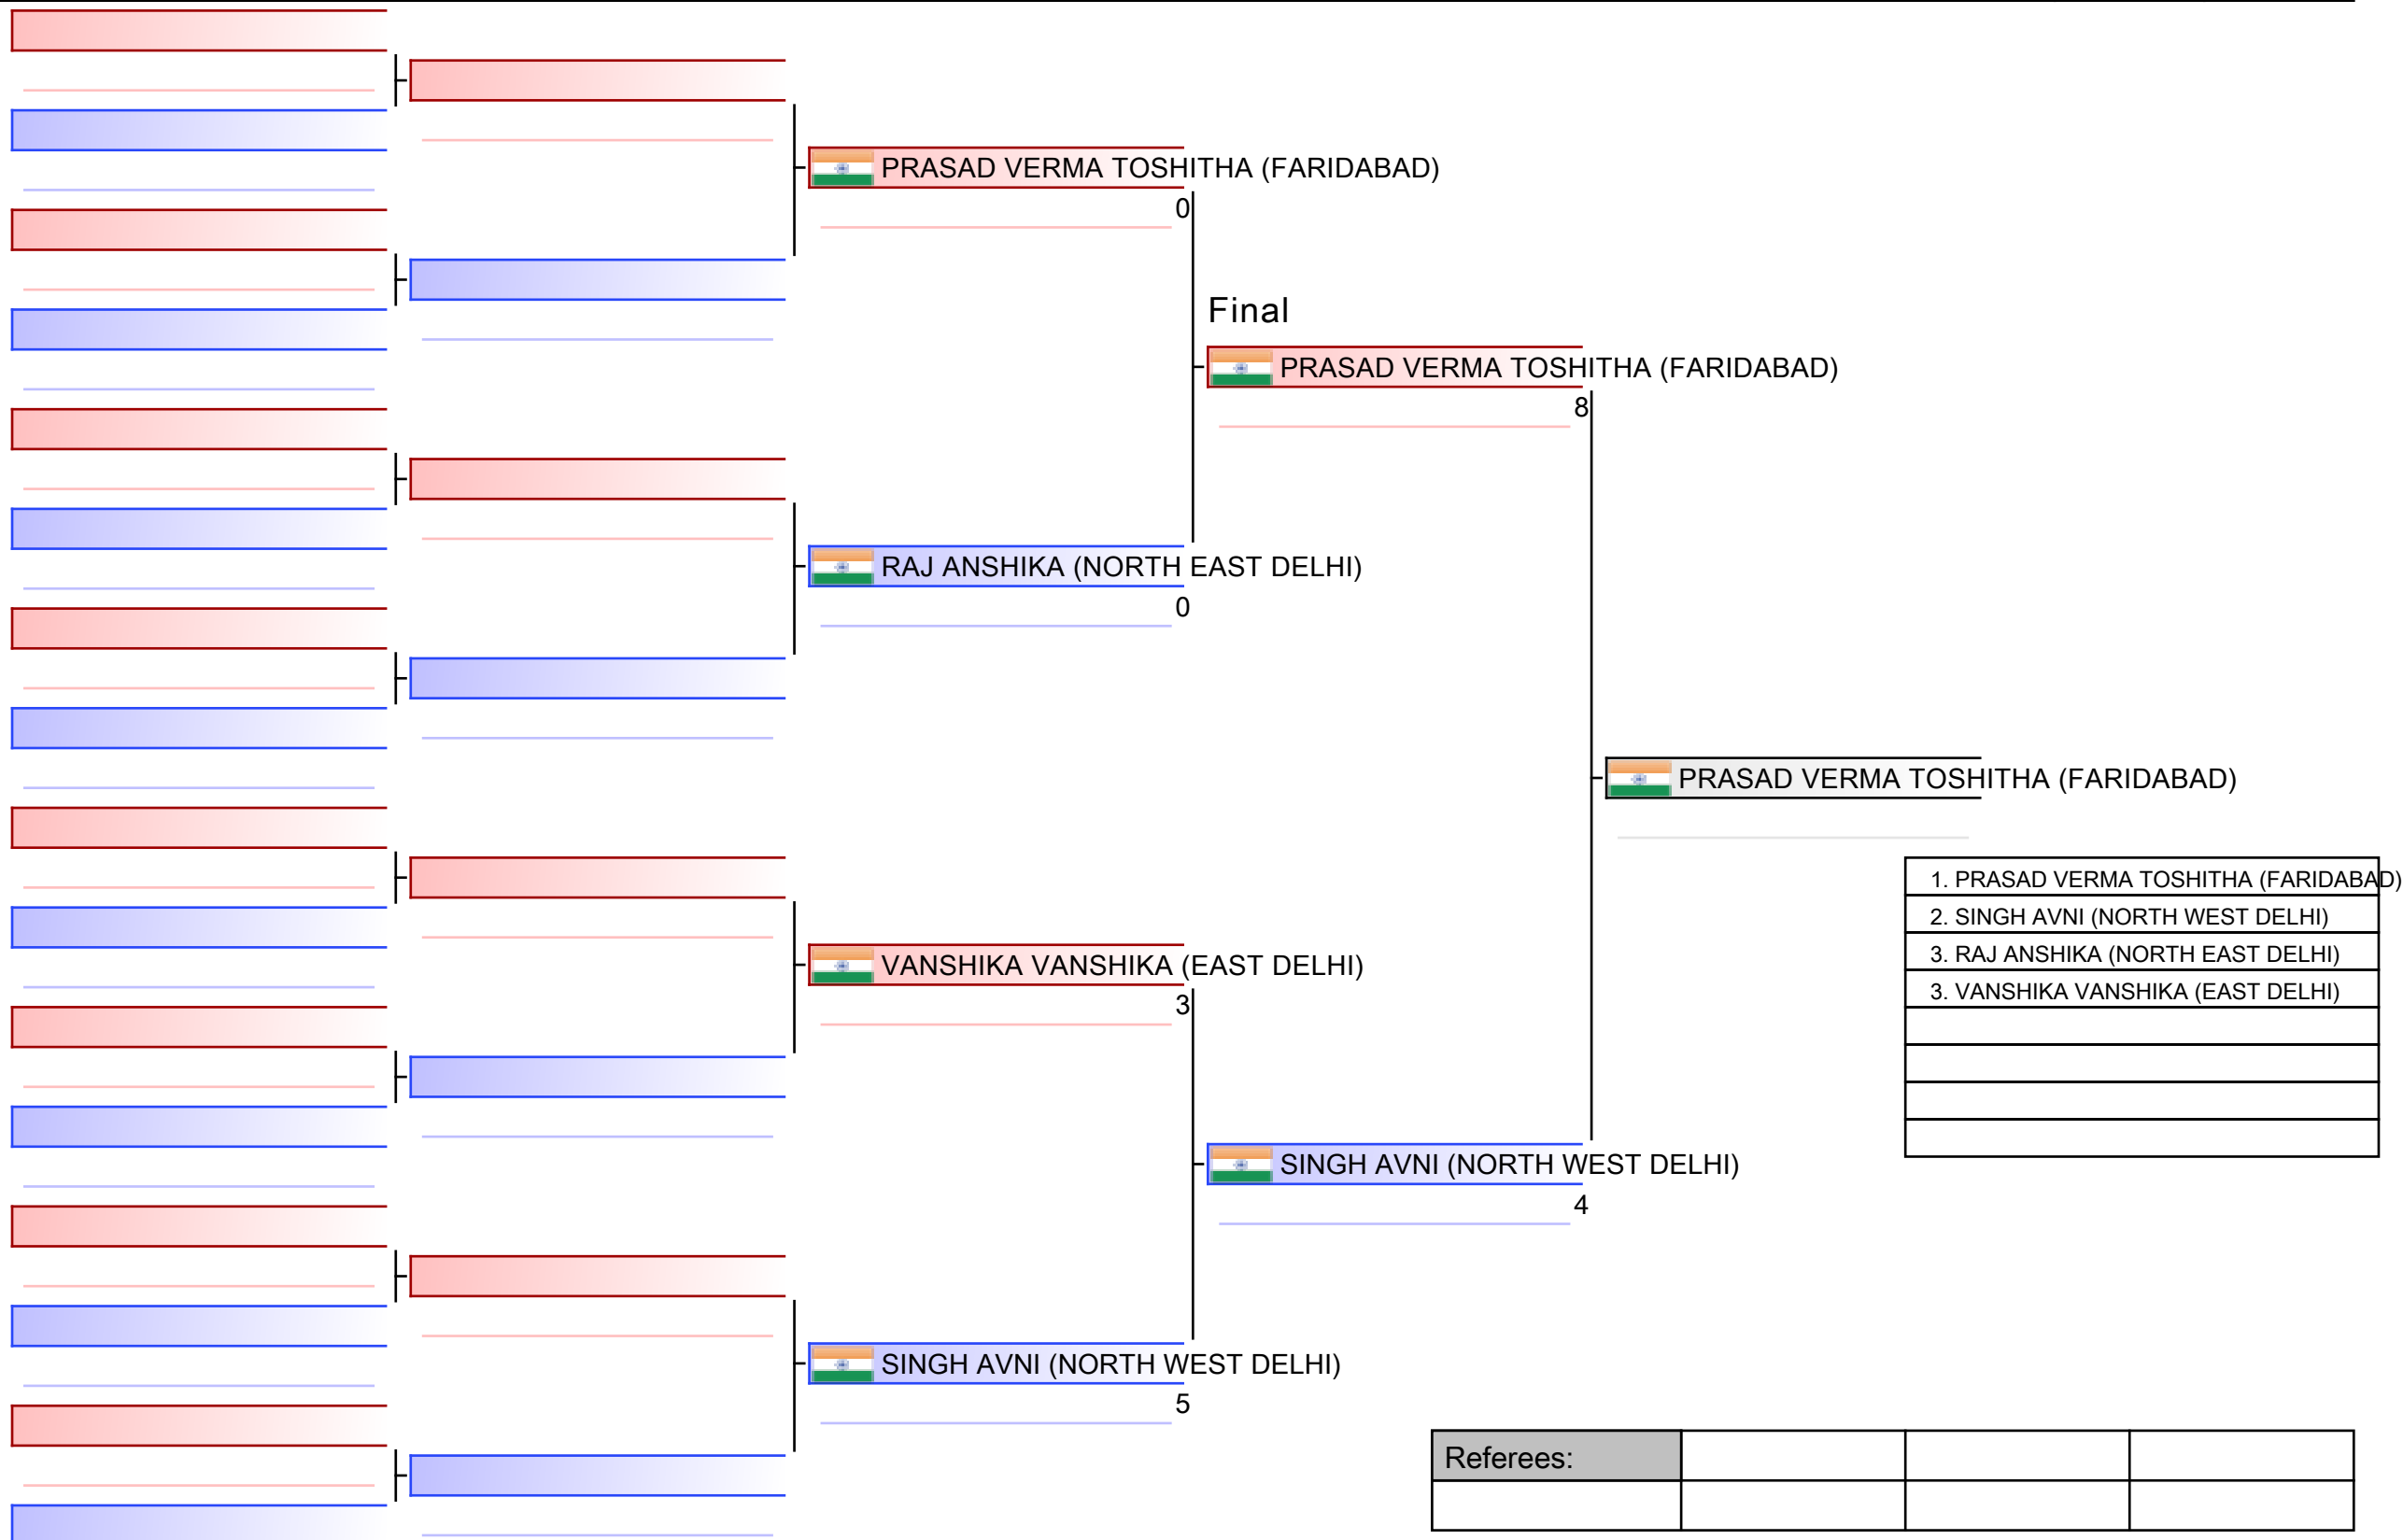 PRASAD VERMA TOSHITHA (FARIDABAD)
0
Final
PRASAD VERMA TOSHITHA (FARIDABAD)
8
RAJ ANSHIKA (NORTH EAST DELHI)
0
PRASAD VERMA TOSHITHA (FARIDABAD)
1. PRASAD VERMA TOSHITHA (FARIDABAD)
2. SINGH AVNI (NORTH WEST DELHI)
3. RAJ ANSHIKA (NORTH EAST DELHI)
3. VANSHIKA VANSHIKA (EAST DELHI)
VANSHIKA VANSHIKA (EAST DELHI)
3
SINGH AVNI (NORTH WEST DELHI)
4
SINGH AVNI (NORTH WEST DELHI)
5
Referees: